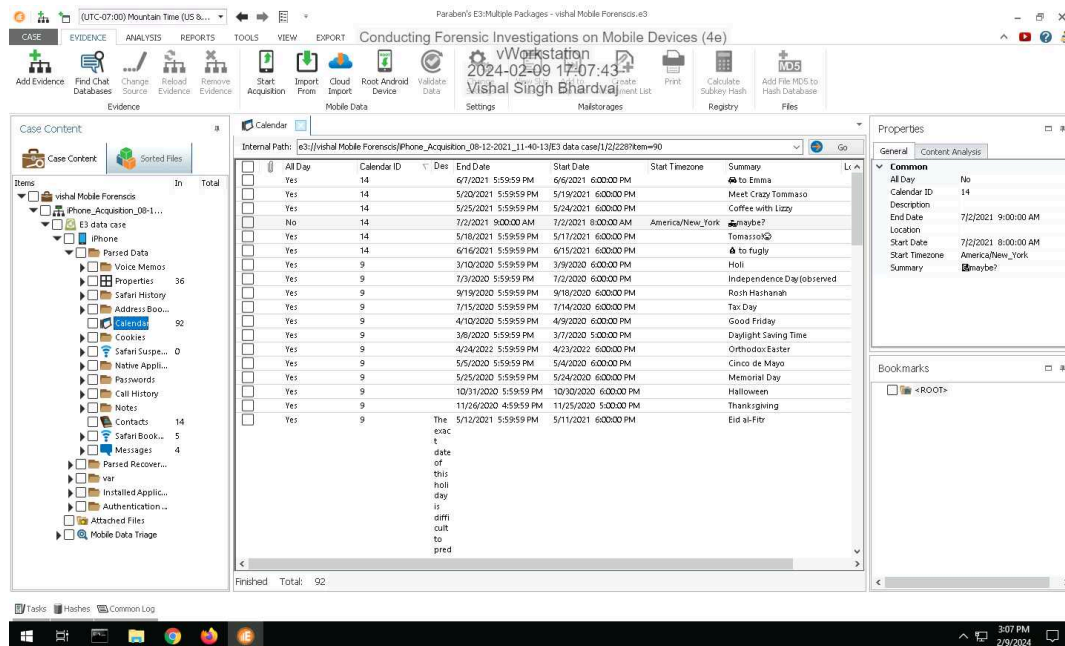 (UTC-07:00) Mountain Time (US &...
Paraben's E3:Multiple Packages - vishal Mobile Forenscis.e3
CASE EVIDENCE ANALYSIS REPORTS TOOLS VIEW EXPORT
Conducting Forensic Investigations on Mobile Devices (4e)
vWorkstation
2024-02-09 17:07:43
Vishal Singh Bhardvaj
Add Evidence
Find Chat Databases
Change Source
Reload Evidence
Remove Evidence
Start Acquisition
Import From
Cloud Import
Root Android Device
Validate Data
Print
Calculate Subkey Hash
MD5
Add File MD5 to Hash Database
Evidence Mobile Data Settings Mailstorages Registry Files
Case Content
Case Content Sorted Files
Items In Total
vishal Mobile Forenscis
iPhone_Acquisition_08-1...
E3 data case
iPhone
Parsed Data
Voice Memos
Properties 36
Safari History
Address Boo...
Calendar 92
Cookies
Safari Suspe... 0
Native Appli...
Passwords
Call History
Notes
Contacts 14
Safari Book... 5
Messages 4
Parsed Recover...
var
Installed Applic...
Authentication...
Attached Files
Mobile Data Triage
Calendar
Internal Path: e3://vishal Mobile Forenscis/iPhone_Acquisition_08-12-2021_11-40-13/E3 data case/1/2/228?item=90 Go
All Day Calendar ID Des End Date Start Date Start Timezone Summary
Yes 14 6/7/2021 5:59:59 PM 6/6/2021 6:00:00 PM to Emma
Yes 14 5/20/2021 5:59:59 PM 5/19/2021 6:00:00 PM Meet Crazy Tommaso
Yes 14 5/25/2021 5:59:59 PM 5/24/2021 6:00:00 PM Coffee with Lizzy
No 14 7/2/2021 9:00:00 AM 7/2/2021 8:00:00 AM America/New_York maybe?
Yes 14 5/18/2021 5:59:59 PM 5/17/2021 6:00:00 PM Tomasso!
Yes 14 6/16/2021 5:59:59 PM 6/15/2021 6:00:00 PM to fugly
Yes 9 3/10/2020 5:59:59 PM 3/9/2020 6:00:00 PM Holi
Yes 9 7/3/2020 5:59:59 PM 7/2/2020 6:00:00 PM Independence Day (observed
Yes 9 9/19/2020 5:59:59 PM 9/18/2020 6:00:00 PM Rosh Hashanah
Yes 9 7/15/2020 5:59:59 PM 7/14/2020 6:00:00 PM Tax Day
Yes 9 4/10/2020 5:59:59 PM 4/9/2020 6:00:00 PM Good Friday
Yes 9 3/8/2020 5:59:59 PM 3/7/2020 5:00:00 PM Daylight Saving Time
Yes 9 4/24/2022 5:59:59 PM 4/23/2022 6:00:00 PM Orthodox Easter
Yes 9 5/5/2020 5:59:59 PM 5/4/2020 6:00:00 PM Cinco de Mayo
Yes 9 5/25/2020 5:59:59 PM 5/24/2020 6:00:00 PM Memorial Day
Yes 9 10/31/2020 5:59:59 PM 10/30/2020 6:00:00 PM Halloween
Yes 9 11/26/2020 4:59:59 PM 11/25/2020 5:00:00 PM Thanksgiving
Yes 9 The 5/12/2021 5:59:59 PM 5/11/2021 6:00:00 PM Eid al-Fitr
exac
t
date
of
this
holi
day
is
diffi
cult
to
pred
Finished Total: 92
Properties
General Content Analysis
Common
All Day No
Calendar ID 14
Description
End Date 7/2/2021 9:00:00 AM
Location
Start Date 7/2/2021 8:00:00 AM
Start Timezone America/New_York
Summary maybe?
Bookmarks
<ROOT>
Tasks Hashes Common Log
3:07 PM
2/9/2024